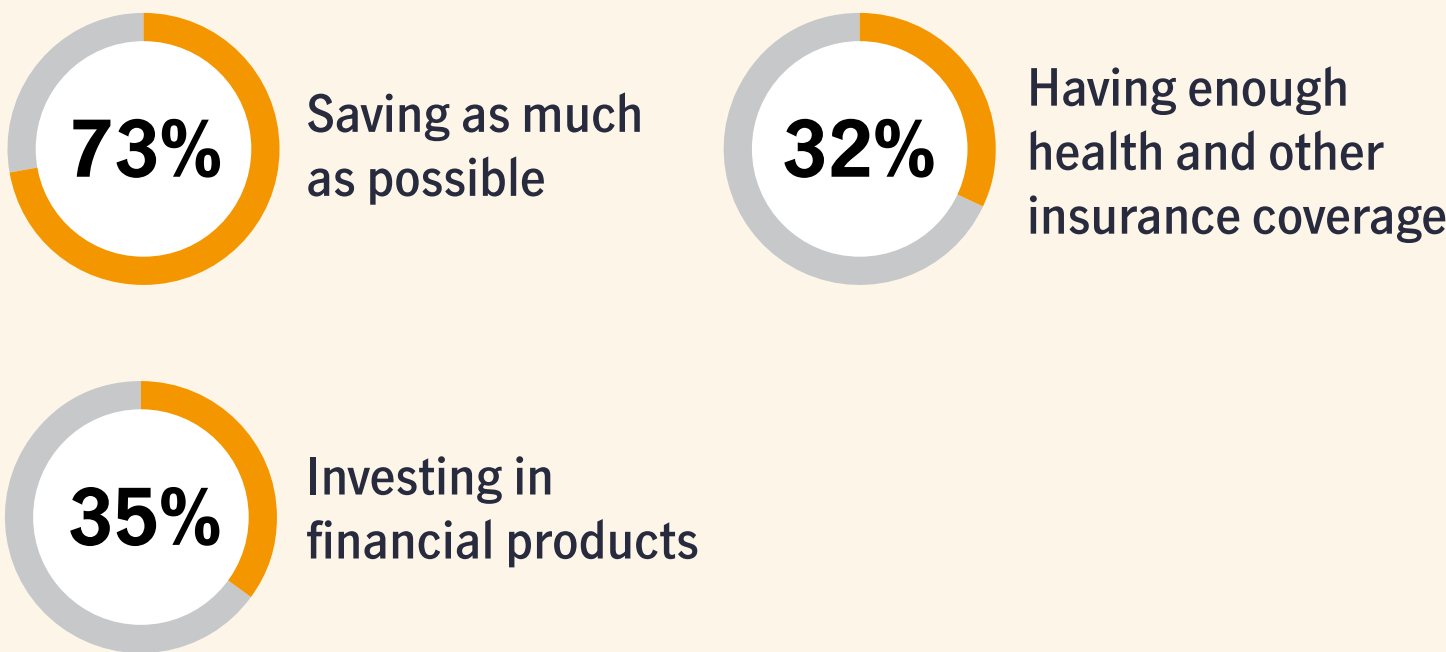 73%
Saving as much
as possible
32%
Having enough
health and other
insurance coverage
35%
Investing in
financial products